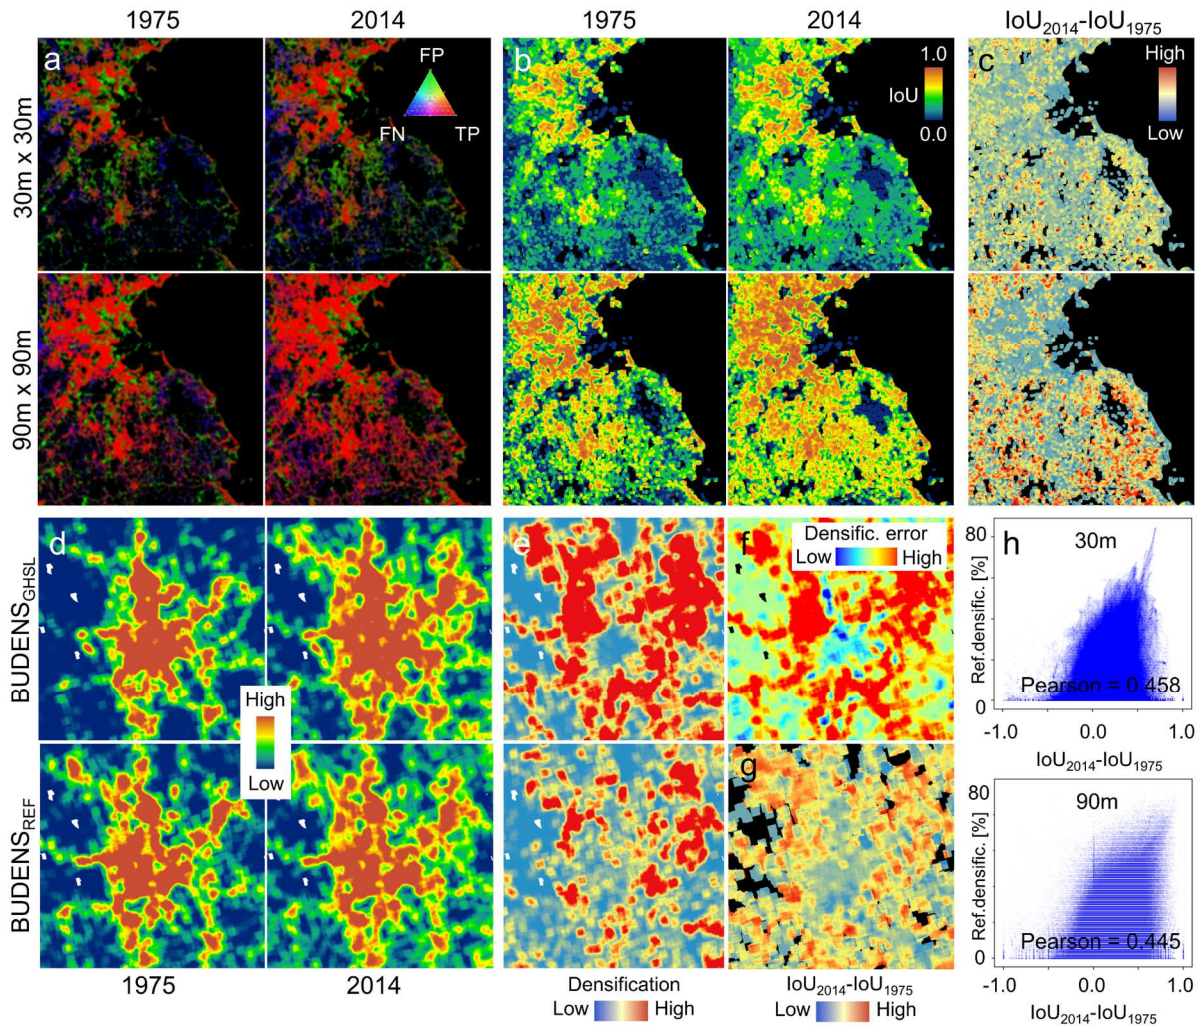 1975 2014 1975 2014 IoU2014-IoU1975
30m x 30m
a
FP
FN TP
b
1.0
IoU
0.0
c
High
Low
90m x 90m
BUDENSGHSL
d
e
f
Densific. error
Low High
h
80
30m
Ref.densific. [%]
Pearson = 0.458
0
-1.0 0.0 1.0
IoU2014-IoU1975
High
Low
BUDENSREF
g
80
90m
Ref.densific. [%]
Pearson = 0.445
0
-1.0 0.0 1.0
IoU2014-IoU1975
1975 2014
Densification
Low High
IoU2014-IoU1975
Low High